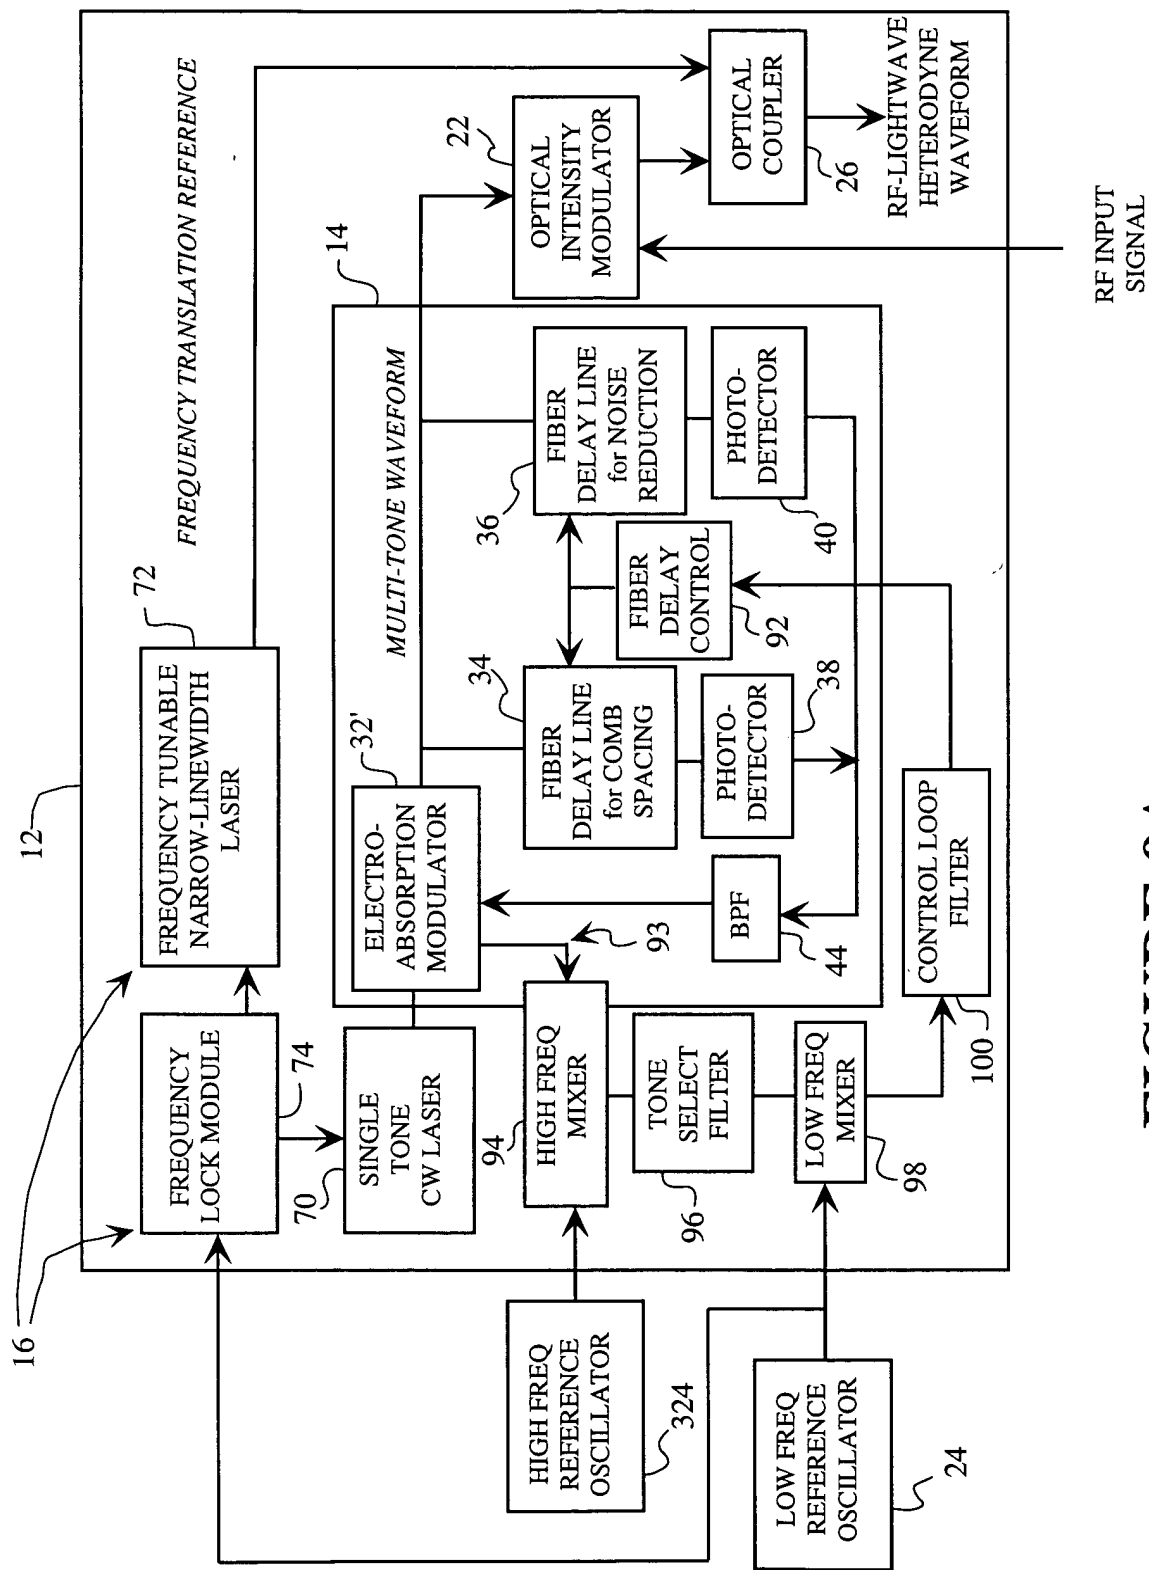 12
16
FREQUENCY
LOCK MODULE
74
FREQUENCY TUNABLE
NARROW-LINEWIDTH
LASER
72
FREQUENCY TRANSLATION REFERENCE
70
SINGLE
TONE
CW LASER
32'
ELECTRO-
ABSORPTION
MODULATOR
MULTI-TONE WAVEFORM
14
22
OPTICAL
INTENSITY
MODULATOR
OPTICAL
COUPLER
26
RF-LIGHTWAVE
HETERODYNE
WAVEFORM
HIGH FREQ
REFERENCE
OSCILLATOR
324
94
HIGH FREQ
MIXER
93
34
FIBER
DELAY LINE
for COMB
SPACING
36
FIBER
DELAY LINE
for NOISE
REDUCTION
FIBER
DELAY
CONTROL
92
96
TONE
SELECT
FILTER
BPF
44
PHOTO-
DETECTOR
38
PHOTO-
DETECTOR
40
LOW FREQ
REFERENCE
OSCILLATOR
24
LOW FREQ
MIXER
98
CONTROL LOOP
FILTER
100
RF INPUT
SIGNAL